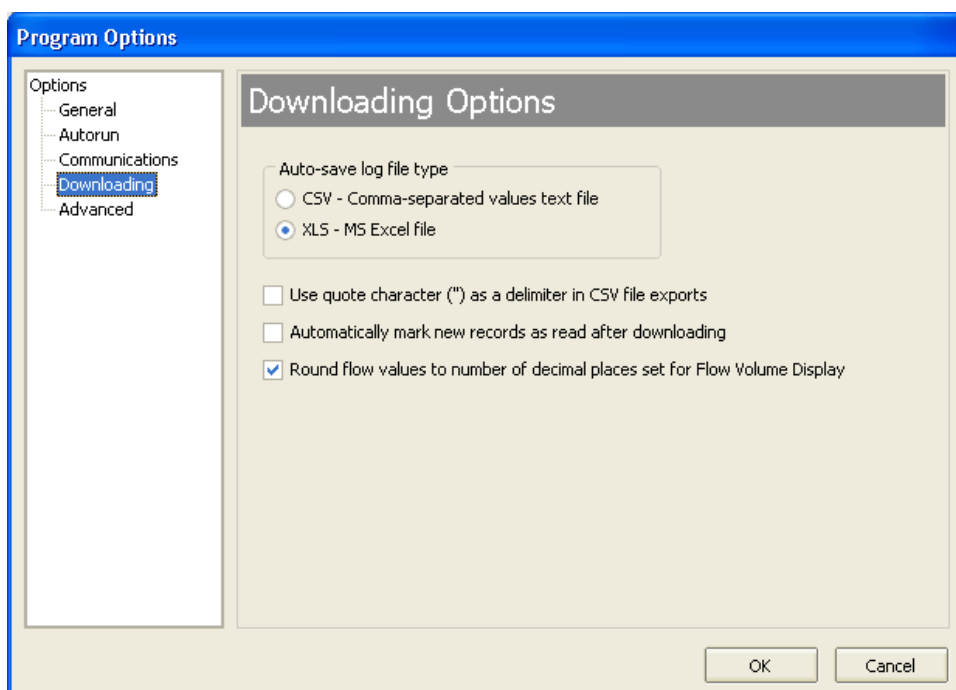 Program Options
Options
General
Autorun
Communications
Downloading
Advanced
Downloading Options
Auto-save log file type
CSV - Comma-separated values text file
XLS - MS Excel file
Use quote character (") as a delimiter in CSV file exports
Automatically mark new records as read after downloading
Round flow values to number of decimal places set for Flow Volume Display
OK
Cancel